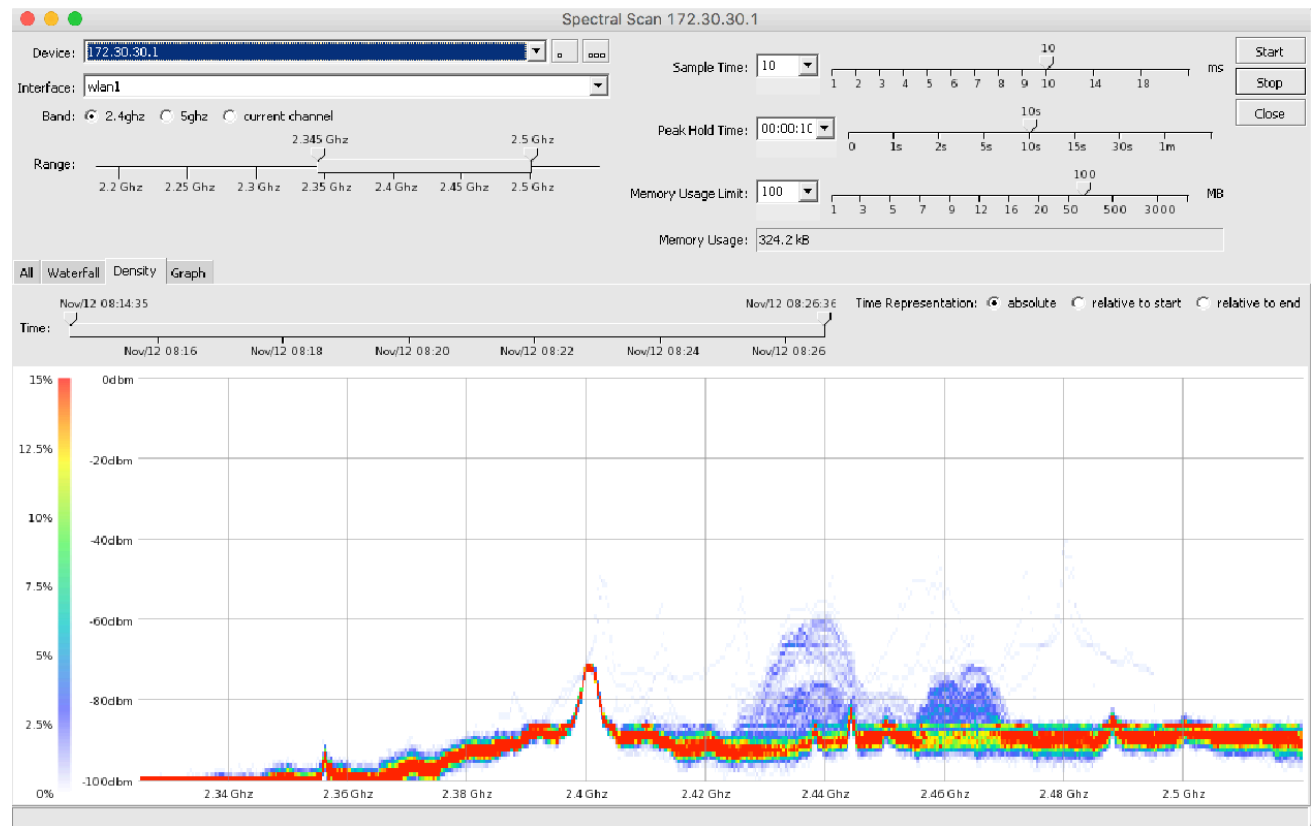 Spectral Scan 172.30.30.1
Device: 172.30.30.1
Interface: wlan1
Band: 2.4ghz 5ghz current channel
2.345 Ghz 2.5 Ghz
Range:
2.2 Ghz 2.25 Ghz 2.3 Ghz 2.35 Ghz 2.4 Ghz 2.45 Ghz 2.5 Ghz
10
Sample Time: 10 ms
1 2 3 4 5 6 7 8 9 10 14 18
10s
Peak Hold Time: 00:00:10
0 1s 2s 5s 10s 15s 30s 1m
100
Memory Usage Limit: 100 MB
1 3 5 7 9 12 16 20 50 500 3000
Memory Usage: 324.2 kB
Start
Stop
Close
All Waterfall Density Graph
Nov/12 08:14:35 Nov/12 08:26:36 Time Representation: absolute relative to start relative to end
Time:
Nov/12 08:16 Nov/12 08:18 Nov/12 08:20 Nov/12 08:22 Nov/12 08:24 Nov/12 08:26
15% 0dbm
12.5% -20dbm
10% -40dbm
7.5% -60dbm
5% -80dbm
2.5% -100dbm
0%
2.34 Ghz 2.36 Ghz 2.38 Ghz 2.4 Ghz 2.42 Ghz 2.44 Ghz 2.46 Ghz 2.48 Ghz 2.5 Ghz